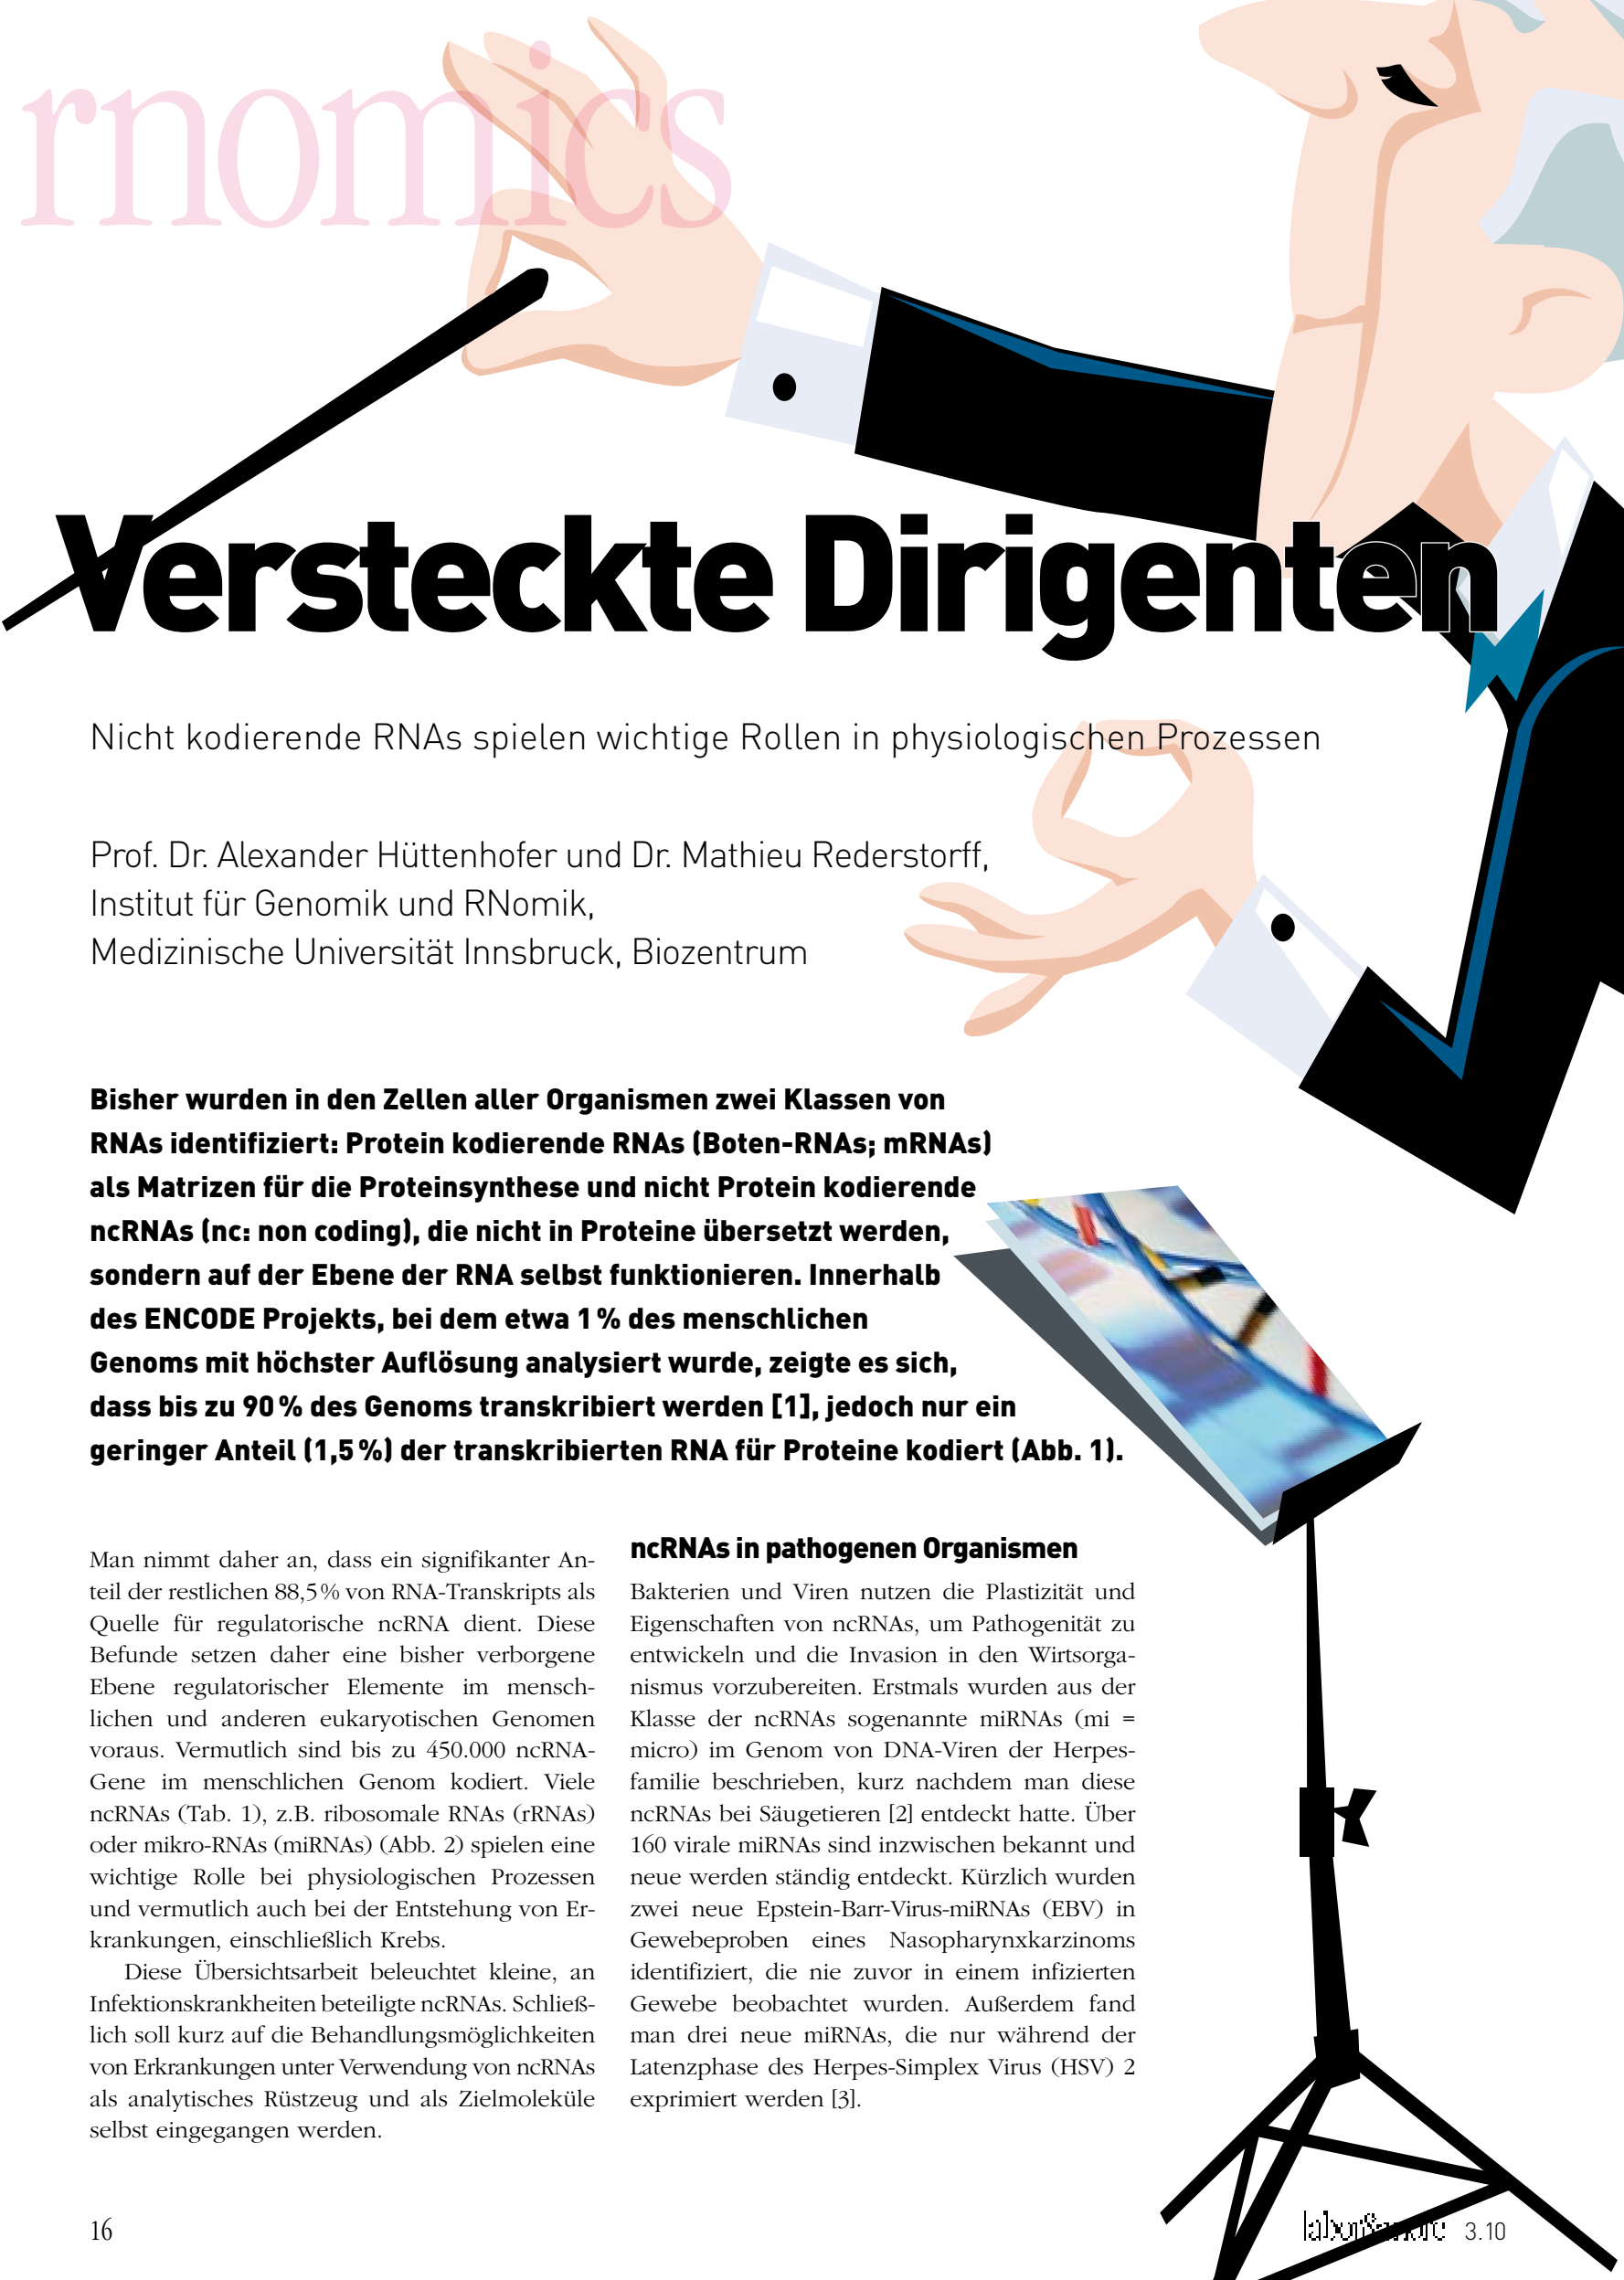 rnomics
Versteckte Dirigenten
Nicht kodierende RNAs spielen wichtige Rollen in physiologischen Prozessen
Prof. Dr. Alexander Hüttenhofer und Dr. Mathieu Rederstorff,
Institut für Genomik und RNomik,
Medizinische Universität Innsbruck, Biozentrum
Bisher wurden in den Zellen aller Organismen zwei Klassen von
RNAs identifiziert: Protein kodierende RNAs (Boten-RNAs; mRNAs)
als Matrizen für die Proteinsynthese und nicht Protein kodierende
ncRNAs (nc: non coding), die nicht in Proteine übersetzt werden,
sondern auf der Ebene der RNA selbst funktionieren. Innerhalb
des ENCODE Projekts, bei dem etwa 1 % des menschlichen
Genoms mit höchster Auflösung analysiert wurde, zeigte es sich,
dass bis zu 90 % des Genoms transkribiert werden [1], jedoch nur ein
geringer Anteil (1,5 %) der transkribierten RNA für Proteine kodiert (Abb. 1).
Man nimmt daher an, dass ein signifikanter An-
teil der restlichen 88,5 % von RNA-Transkripts als
Quelle für regulatorische ncRNA dient. Diese
Befunde setzen daher eine bisher verborgene
Ebene regulatorischer Elemente im mensch-
lichen und anderen eukaryotischen Genomen
voraus. Vermutlich sind bis zu 450.000 ncRNA-
Gene im menschlichen Genom kodiert. Viele
ncRNAs (Tab. 1), z.B. ribosomale RNAs (rRNAs)
oder mikro-RNAs (miRNAs) (Abb. 2) spielen eine
wichtige Rolle bei physiologischen Prozessen
und vermutlich auch bei der Entstehung von Er-
krankungen, einschließlich Krebs.
Diese Übersichtsarbeit beleuchtet kleine, an
Infektionskrankheiten beteiligte ncRNAs. Schließ-
lich soll kurz auf die Behandlungsmöglichkeiten
von Erkrankungen unter Verwendung von ncRNAs
als analytisches Rüstzeug und als Zielmoleküle
selbst eingegangen werden.
ncRNAs in pathogenen Organismen
Bakterien und Viren nutzen die Plastizität und
Eigenschaften von ncRNAs, um Pathogenität zu
entwickeln und die Invasion in den Wirtsorga-
nismus vorzubereiten. Erstmals wurden aus der
Klasse der ncRNAs sogenannte miRNAs (mi =
micro) im Genom von DNA-Viren der Herpes-
familie beschrieben, kurz nachdem man diese
ncRNAs bei Säugetieren [2] entdeckt hatte. Über
160 virale miRNAs sind inzwischen bekannt und
neue werden ständig entdeckt. Kürzlich wurden
zwei neue Epstein-Barr-Virus-miRNAs (EBV) in
Gewebeproben eines Nasopharynxkarzinoms
identifiziert, die nie zuvor in einem infizierten
Gewebe beobachtet wurden. Außerdem fand
man drei neue miRNAs, die nur während der
Latenzphase des Herpes-Simplex Virus (HSV) 2
exprimiert werden [3].
16
labor&more 3.10